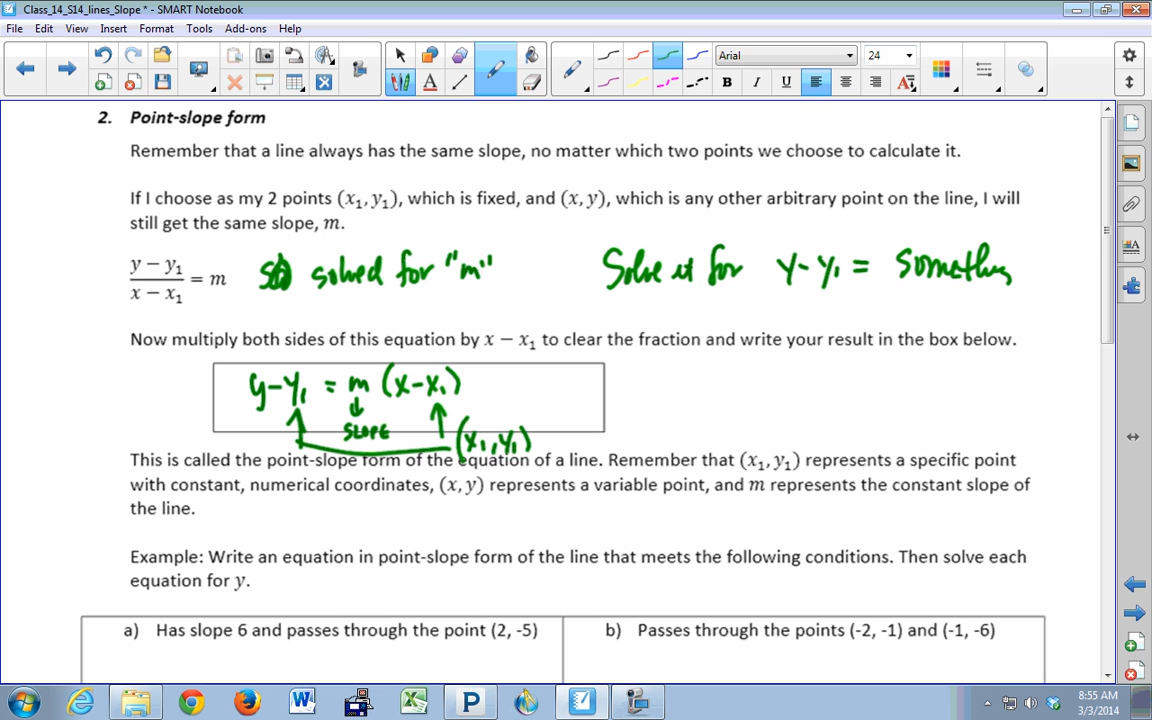 Class_14_S14_lines_Slope * - SMART Notebook
File Edit View Insert Format Tools Add-ons Help
Arial 24
B I U
2. Point-slope form
Remember that a line always has the same slope, no matter which two points we choose to calculate it.
If I choose as my 2 points (x₁, y₁), which is fixed, and (x, y), which is any other arbitrary point on the line, I will
still get the same slope, m.
y − y₁
x − x₁
= m
solved for "m"
Solve it for y-y₁ = something
Now multiply both sides of this equation by x − x₁ to clear the fraction and write your result in the box below.
y-y₁ = m (x-x₁)
SLOPE
(x₁, y₁)
This is called the point-slope form of the equation of a line. Remember that (x₁, y₁) represents a specific point
with constant, numerical coordinates, (x, y) represents a variable point, and m represents the constant slope of
the line.
Example: Write an equation in point-slope form of the line that meets the following conditions. Then solve each
equation for y.
a) Has slope 6 and passes through the point (2, -5)
b) Passes through the points (-2, -1) and (-1, -6)
8:55 AM
3/3/2014